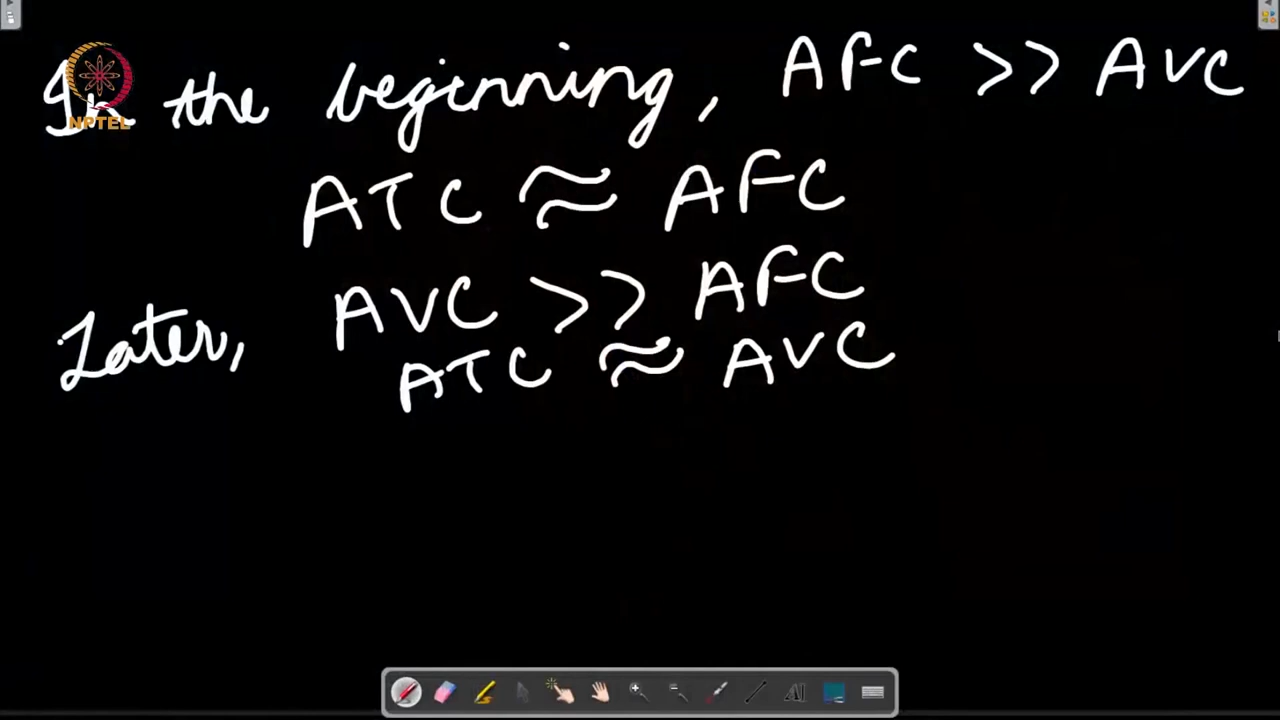 In the beginning, AFC >> AVC
NPTEL
ATC ≈ AFC
AVC >> AFC
Later,
ATC ≈ AVC